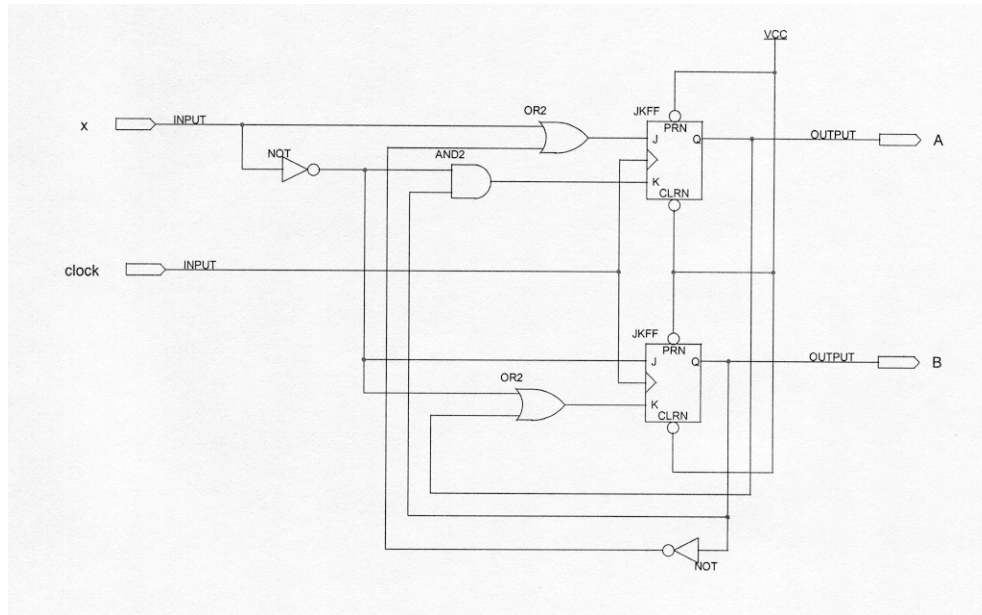 VCC
OR2
JKFF
x
INPUT
PRN
J
Q
OUTPUT
A
NOT
AND2
K
CLRN
clock
INPUT
JKFF
PRN
J
Q
OUTPUT
B
OR2
K
CLRN
NOT